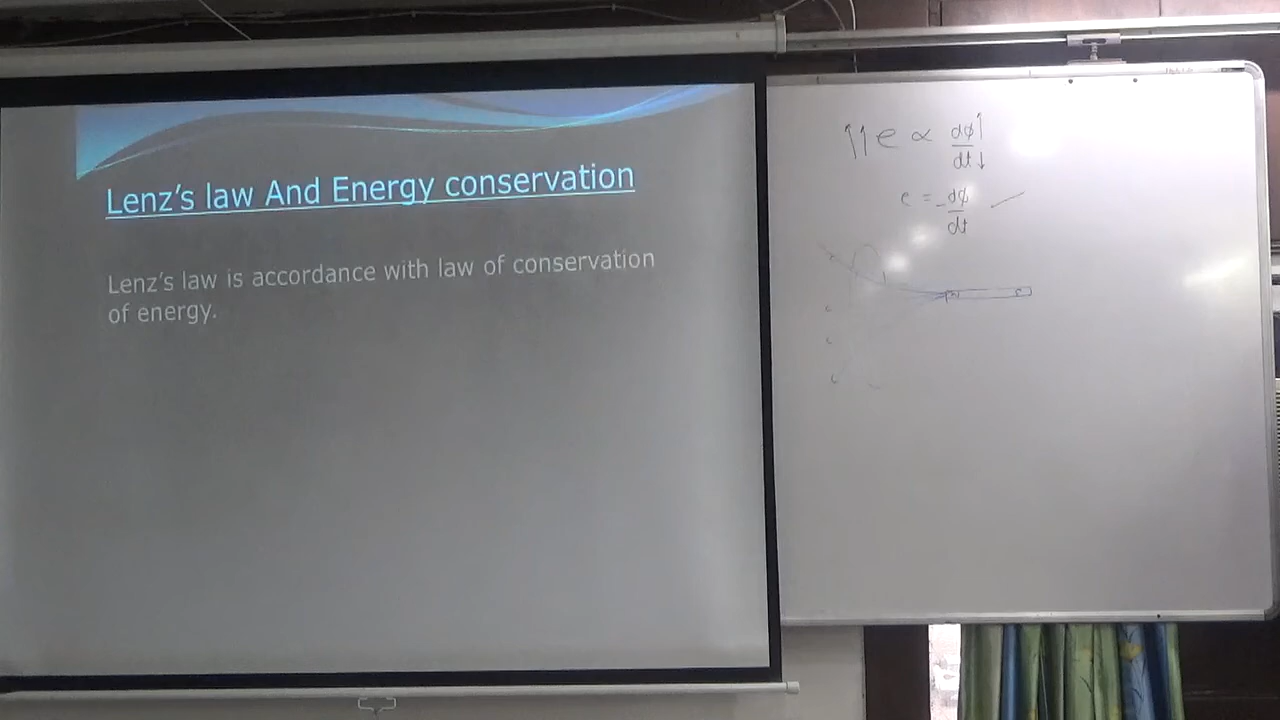 Lenz's law And Energy conservation
Lenz's law is accordance with law of conservation
of energy.
↑↑ e ∝ dφ↑/dt↓
e = -dφ/dt
N S